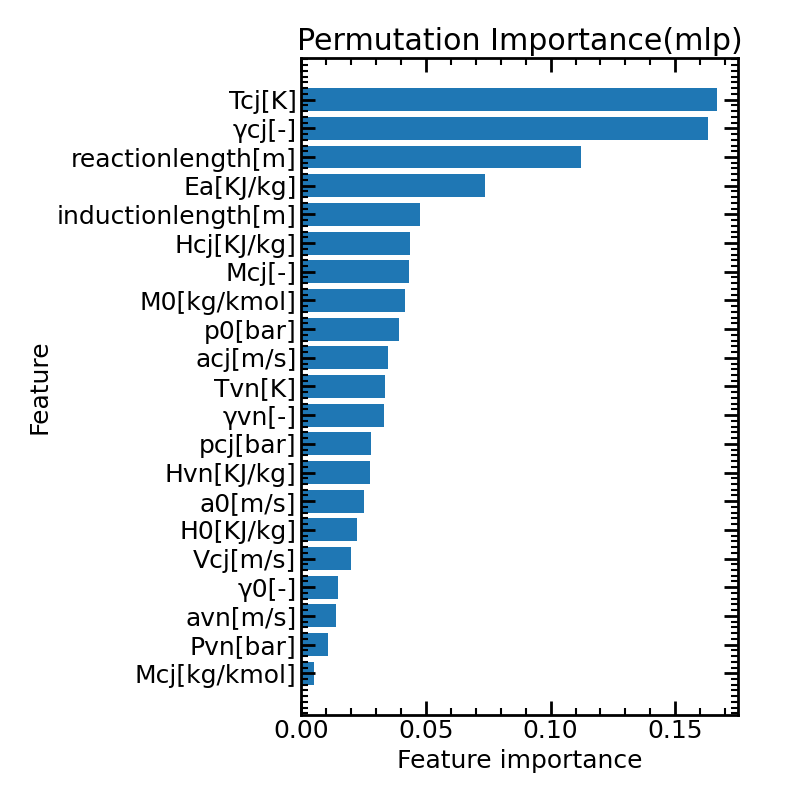 Permutation Importance(mlp)
Tcj[K]
γcj[-]
reactionlength[m]
Ea[KJ/kg]
inductionlength[m]
Hcj[KJ/kg]
Mcj[-]
M0[kg/kmol]
p0[bar]
acj[m/s]
Tvn[K]
γvn[-]
pcj[bar]
Hvn[KJ/kg]
a0[m/s]
H0[KJ/kg]
Vcj[m/s]
γ0[-]
avn[m/s]
Pvn[bar]
Mcj[kg/kmol]
Feature
0.00 0.05 0.10 0.15
Feature importance